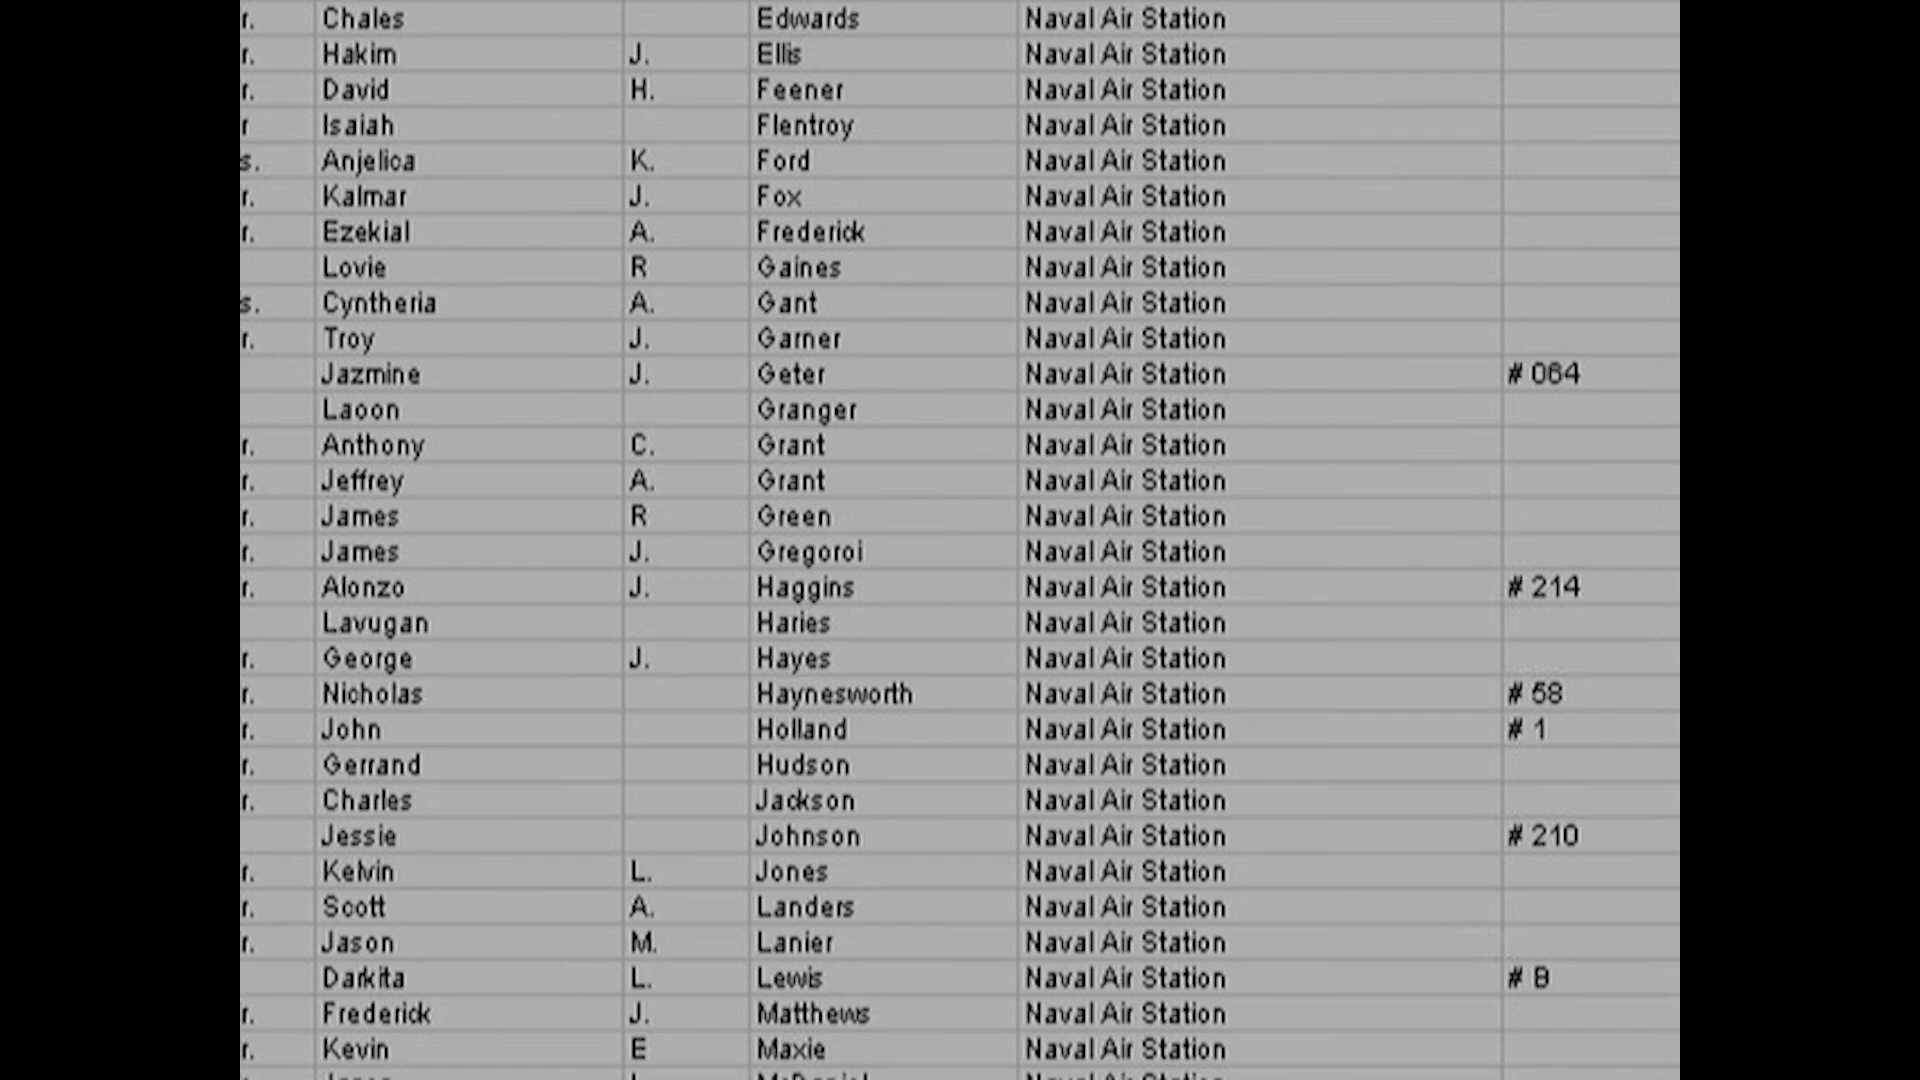 r. Chales Edwards Naval Air Station
r. Hakim J. Ellis Naval Air Station
r. David H. Feener Naval Air Station
r Isaiah Flentroy Naval Air Station
s. Anjelica K. Ford Naval Air Station
r. Kalmar J. Fox Naval Air Station
r. Ezekial A. Frederick Naval Air Station
Lovie R Gaines Naval Air Station
s. Cyntheria A. Gant Naval Air Station
r. Troy J. Garner Naval Air Station
Jazmine J. Geter Naval Air Station # 064
Laoon Granger Naval Air Station
r. Anthony C. Grant Naval Air Station
r. Jeffrey A. Grant Naval Air Station
r. James R Green Naval Air Station
r. James J. Gregoroi Naval Air Station
r. Alonzo J. Haggins Naval Air Station # 214
Lavugan Haries Naval Air Station
r. George J. Hayes Naval Air Station
r. Nicholas Haynesworth Naval Air Station # 58
r. John Holland Naval Air Station # 1
r. Gerrand Hudson Naval Air Station
r. Charles Jackson Naval Air Station
Jessie Johnson Naval Air Station # 210
r. Kelvin L. Jones Naval Air Station
r. Scott A. Landers Naval Air Station
r. Jason M. Lanier Naval Air Station
Darkita L. Lewis Naval Air Station # B
r. Frederick J. Matthews Naval Air Station
r. Kevin E Maxie Naval Air Station